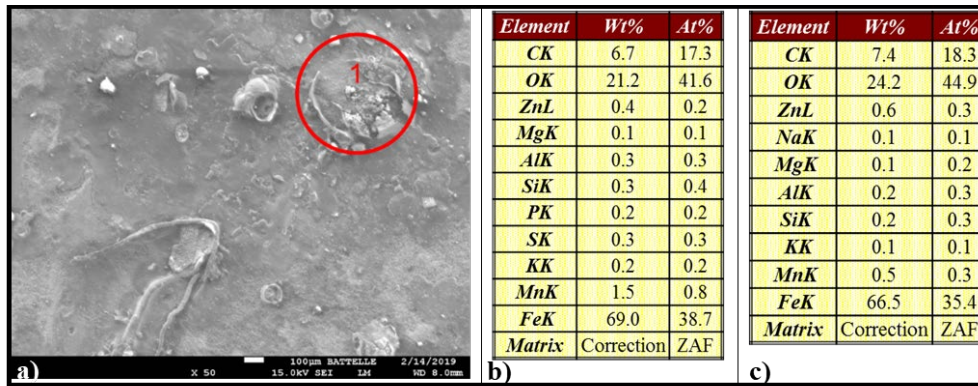 1
100µm BATTELLE 2/14/2019
X 50 15.0kV SEI LM WD 8.0mm
a)
Element Wt% At%
CK 6.7 17.3
OK 21.2 41.6
ZnL 0.4 0.2
MgK 0.1 0.1
AlK 0.3 0.3
SiK 0.3 0.4
PK 0.2 0.2
SK 0.3 0.3
KK 0.2 0.2
MnK 1.5 0.8
FeK 69.0 38.7
Matrix Correction ZAF
b)
Element Wt% At%
CK 7.4 18.3
OK 24.2 44.9
ZnL 0.6 0.3
NaK 0.1 0.1
MgK 0.1 0.2
AlK 0.2 0.3
SiK 0.2 0.3
KK 0.1 0.1
MnK 0.5 0.3
FeK 66.5 35.4
Matrix Correction ZAF
c)